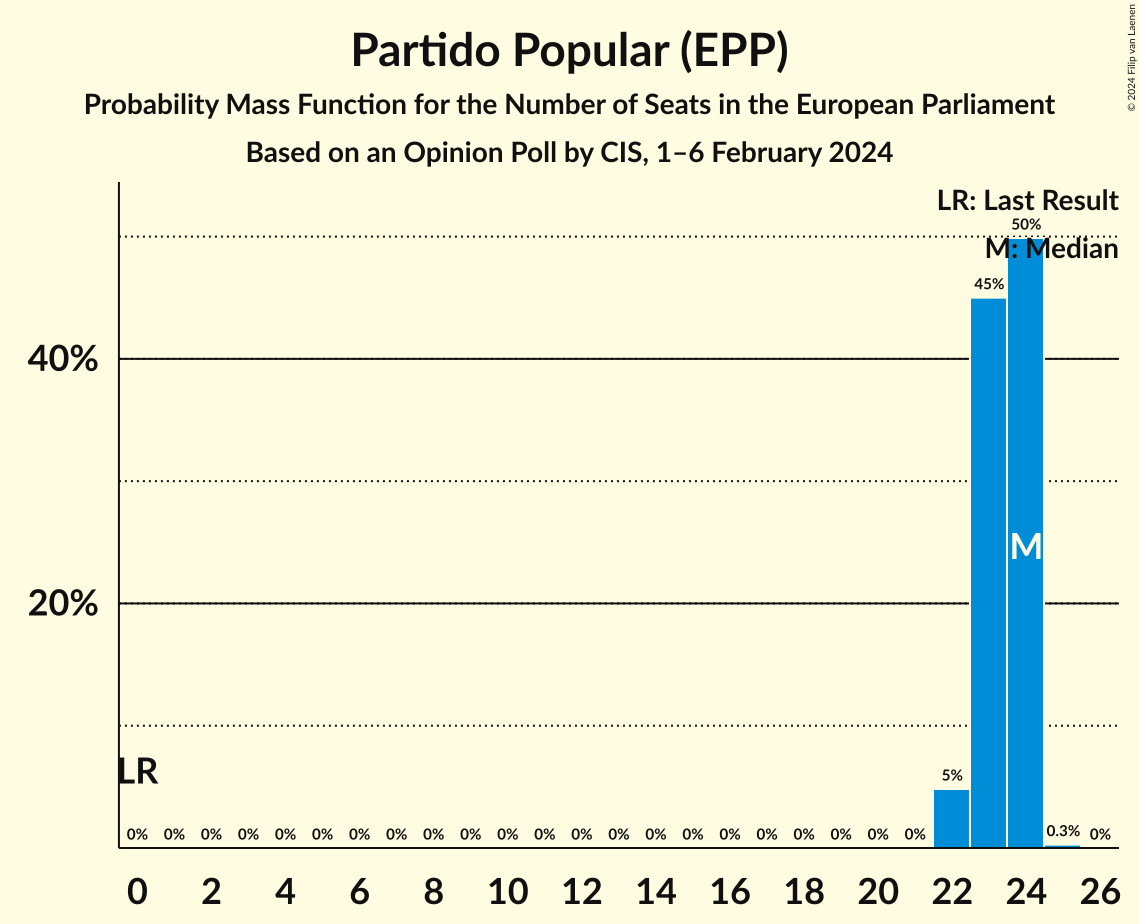 Partido Popular (EPP)
Probability Mass Function for the Number of Seats in the European Parliament
Based on an Opinion Poll by CIS, 1–6 February 2024
© 2024 Filip van Laenen
LR: Last Result
M: Median
50%
45%
40%
M
20%
LR
5%
0% 0% 0% 0% 0% 0% 0% 0% 0% 0% 0% 0% 0% 0% 0% 0% 0% 0% 0% 0% 0% 0% 0.3% 0%
0 2 4 6 8 10 12 14 16 18 20 22 24 26